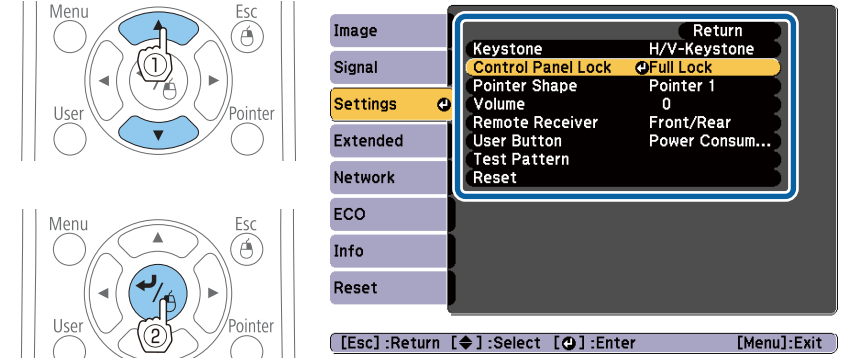 Menu
Esc
①
User
Pointer
Menu
Esc
User
②
Pointer
Image
Signal
Settings
Extended
Network
ECO
Info
Reset
Return
Keystone H/V-Keystone
Control Panel Lock Full Lock
Pointer Shape Pointer 1
Volume 0
Remote Receiver Front/Rear
User Button Power Consum...
Test Pattern
Reset
[Esc] :Return [◆] :Select [⏎] :Enter [Menu]:Exit